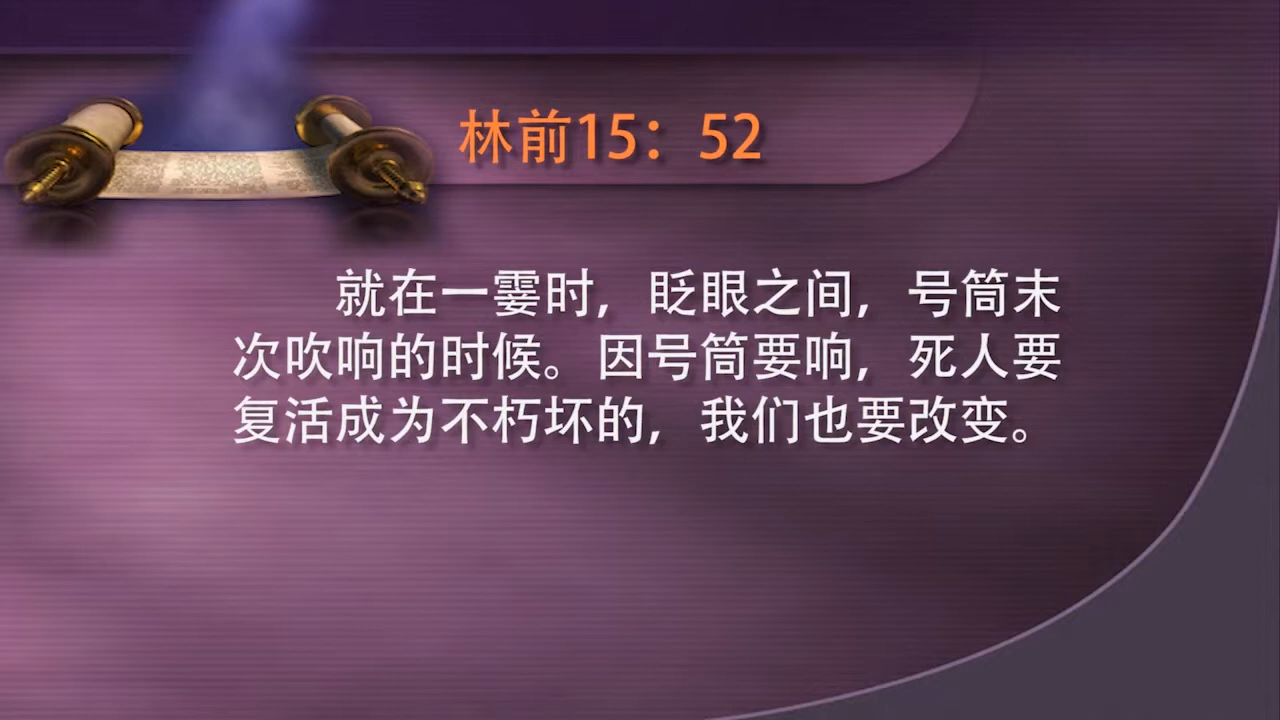 林前15：52
就在一霎时，眨眼之间，号筒末
次吹响的时候。因号筒要响，死人要
复活成为不朽坏的，我们也要改变。